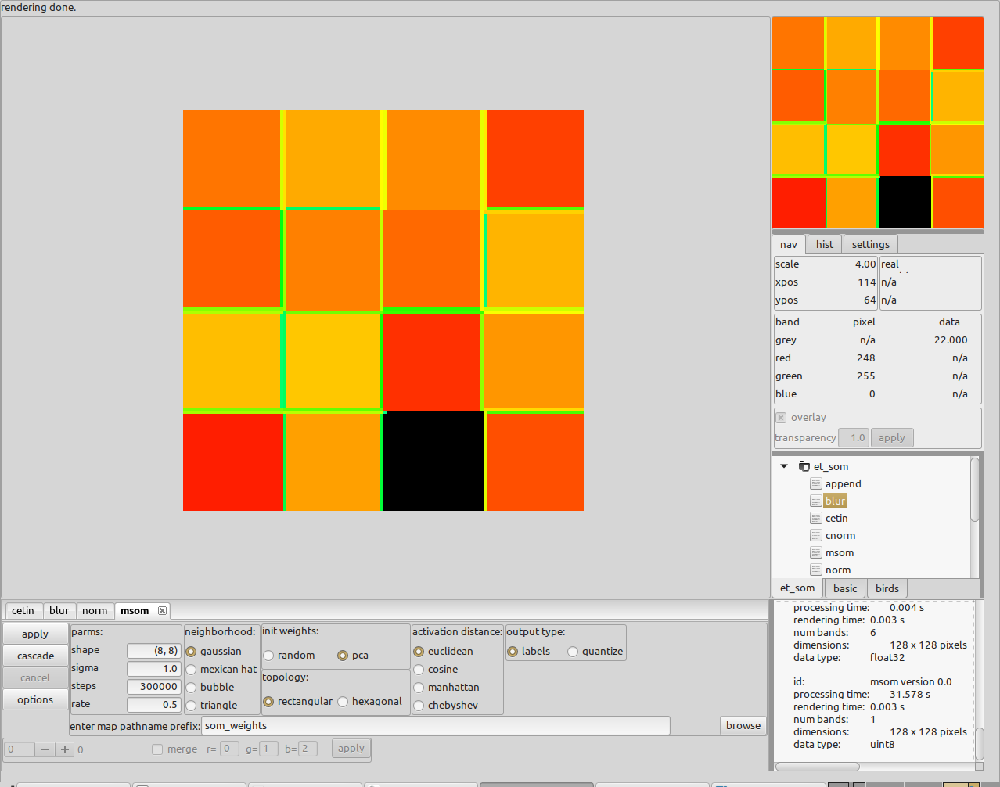 rendering done.
nav hist settings
scale 4.00 real
xpos 114 n/a
ypos 64 n/a
band pixel data
grey n/a 22.000
red 248 n/a
green 255 n/a
blue 0 n/a
overlay
transparency 1.0 apply
et_som
append
blur
cetin
cnorm
msom
norm
et_som basic birds
cetin blur norm msom
apply
cascade
cancel
options
parms:
shape (8, 8)
sigma 1.0
steps 300000
rate 0.5
neighborhood:
gaussian
mexican hat
bubble
triangle
init weights:
random pca
topology:
rectangular hexagonal
activation distance:
euclidean
cosine
manhattan
chebyshev
output type:
labels quantize
enter map pathname prefix: som_weights browse
0 − + 0 merge r= 0 g= 1 b= 2 apply
processing time: 0.004 s
rendering time: 0.003 s
num bands: 6
dimensions: 128 x 128 pixels
data type: float32
id: msom version 0.0
processing time: 31.578 s
rendering time: 0.003 s
num bands: 1
dimensions: 128 x 128 pixels
data type: uint8